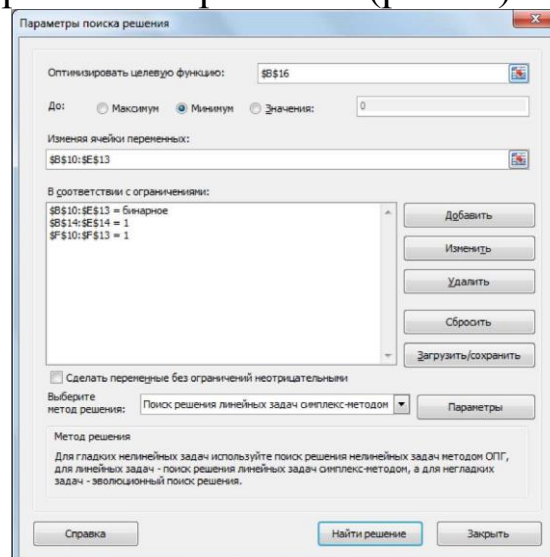 Параметры поиска решения
Оптимизировать целевую функцию: $B$16
До: Максимум Минимум Значения: 0
Изменяя ячейки переменных:
$B$10:$E$13
В соответствии с ограничениями:
$B$10:$E$13 = бинарное
$B$14:$E$14 = 1
$F$10:$F$13 = 1
Добавить
Изменить
Удалить
Сбросить
Загрузить/сохранить
Сделать переменные без ограничений неотрицательными
Выберите метод решения: Поиск решения линейных задач симплекс-методом Параметры
Метод решения
Для гладких нелинейных задач используйте поиск решения нелинейных задач методом ОПГ,
для линейных задач - поиск решения линейных задач симплекс-методом, а для негладких
задач - эволюционный поиск решения.
Справка Найти решение Закрыть